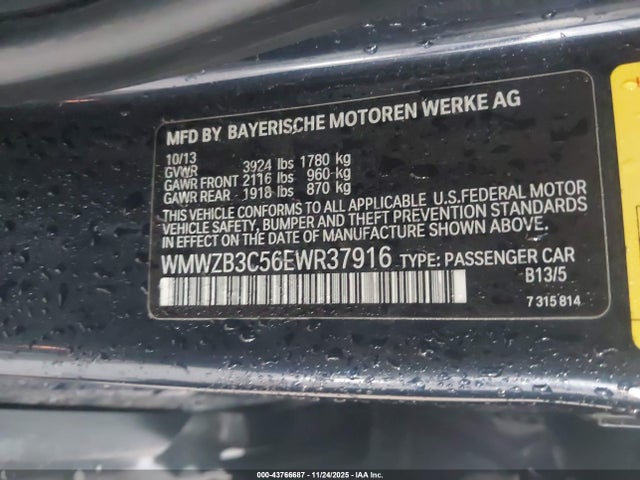 MFD BY BAYERISCHE MOTOREN WERKE AG
10/13
GVWR 3924 lbs 1780 kg
GAWR FRONT 2116 lbs 960 kg
GAWR REAR 1918 lbs 870 kg
THIS VEHICLE CONFORMS TO ALL APPLICABLE U.S.FEDERAL MOTOR
VEHICLE SAFETY, BUMPER AND THEFT PREVENTION STANDARDS
IN EFFECT ON THE DATE OF MANUFACTURE SHOWN ABOVE.
WMWZB3C56EWR37916 TYPE: PASSENGER CAR
B13/5
7 315 814
000-43766687 - 11/24/2025 - IAA Inc.